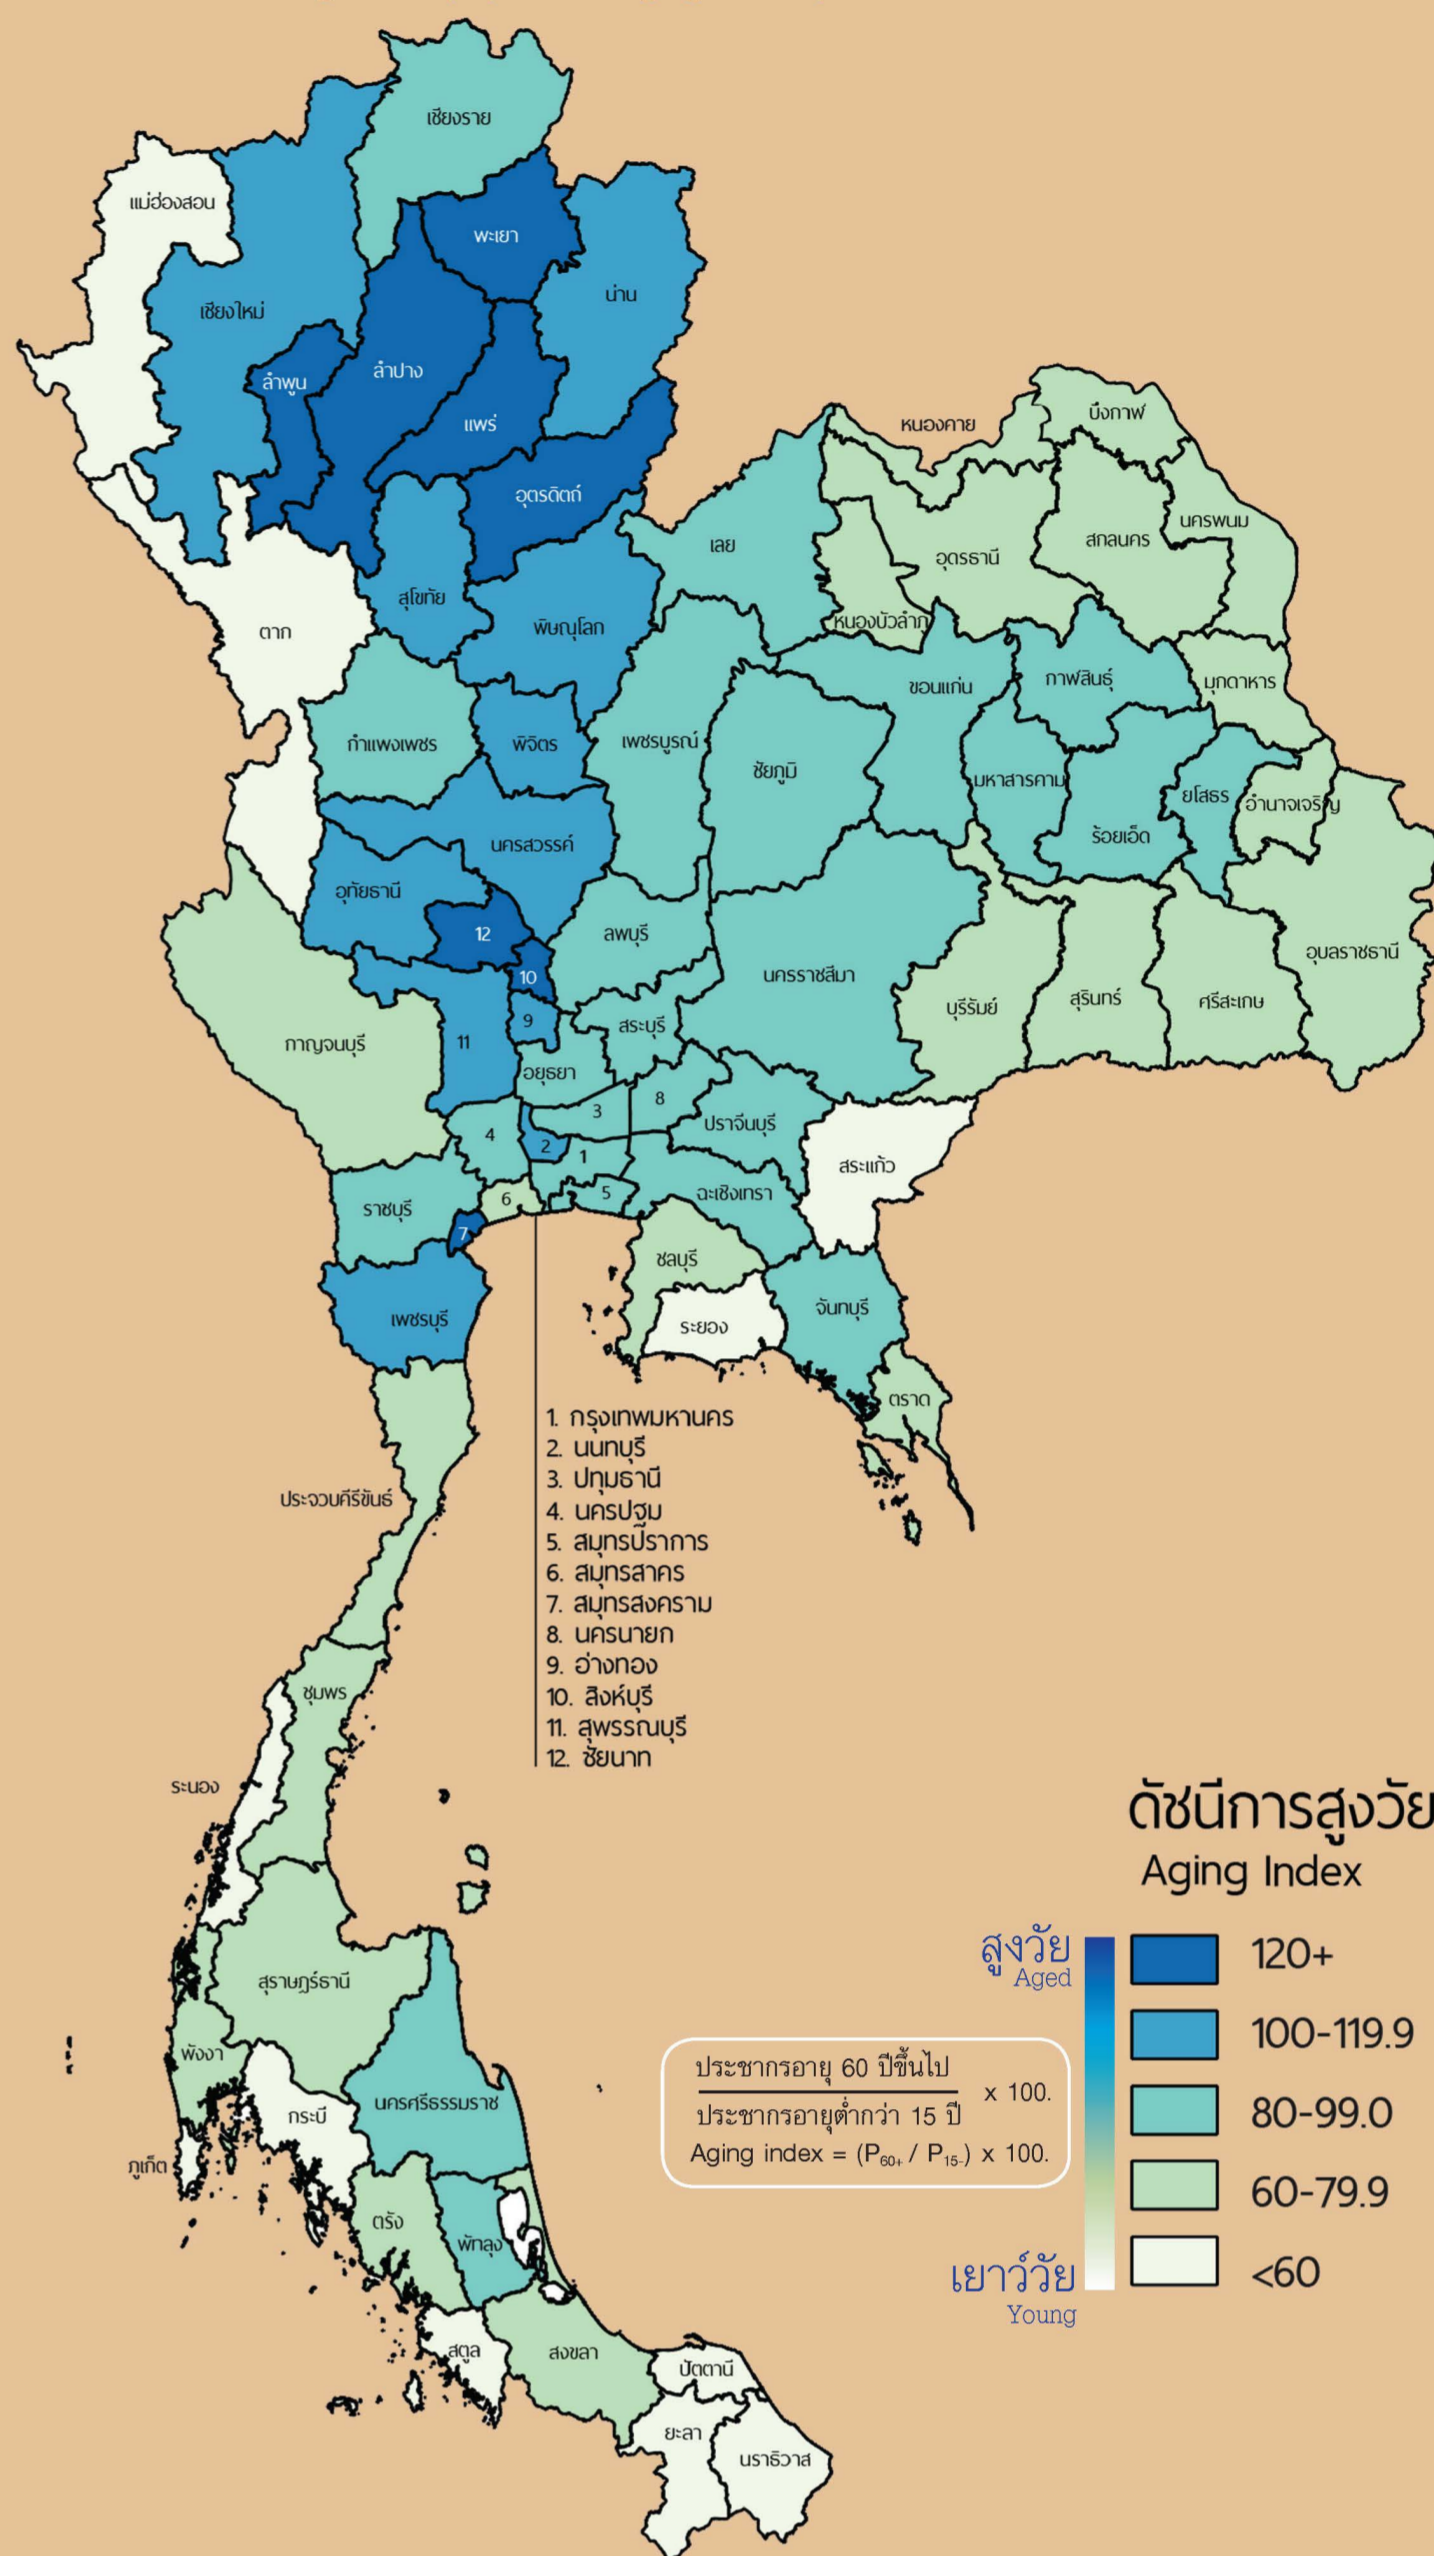 เชียงราย
แม่ฮ่องสอน
พะเยา
น่าน
เชียงใหม่
ลำปาง
ลำพูน
แพร่
บึงกาฬ
หนองคาย
อุตรดิตถ์
นครพนม
สกลนคร
เลย
อุดรธานี
สุโขทัย
พิษณุโลก
หนองบัวลำภู
ตาก
กาฬสินธุ์
มุกดาหาร
ขอนแก่น
กำแพงเพชร
พิจิตร
เพชรบูรณ์
ชัยภูมิ
มหาสารคาม
ยโสธร
อำนาจเจริญ
ร้อยเอ็ด
นครสวรรค์
อุทัยธานี
12
ลพบุรี
อุบลราชธานี
10
นครราชสีมา
บุรีรัมย์
สุรินทร์
ศรีสะเกษ
9
สระบุรี
กาญจนบุรี
11
อยุธยา
8
3
ปราจีนบุรี
4
2
1
สระแก้ว
6
5
ฉะเชิงเทรา
ราชบุรี
7
ชลบุรี
จันทบุรี
เพชรบุรี
ระยอง
ตราด
1. กรุงเทพมหานคร
2. นนทบุรี
3. ปทุมธานี
4. นครปฐม
5. สมุทรปราการ
6. สมุทรสาคร
7. สมุทรสงคราม
8. นครนายก
9. อ่างทอง
10. สิงห์บุรี
11. สุพรรณบุรี
12. ชัยนาท
ประจวบคีรีขันธ์
ชุมพร
ระนอง
สุราษฎร์ธานี
พังงา
นครศรีธรรมราช
กระบี่
ภูเก็ต
ตรัง
พัทลุง
สตูล
สงขลา
ปัตตานี
ยะลา
นราธิวาส
ดัชนีการสูงวัย
Aging Index
สูงวัย
Aged
120+
100-119.9
80-99.0
60-79.9
<60
เยาว์วัย
Young
ประชากรอายุ 60 ปีขึ้นไป
x 100.
ประชากรอายุต่ำกว่า 15 ปี
Aging index = (P60+ / P15-) x 100.